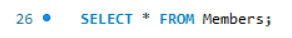 26 ● SELECT * FROM Members;